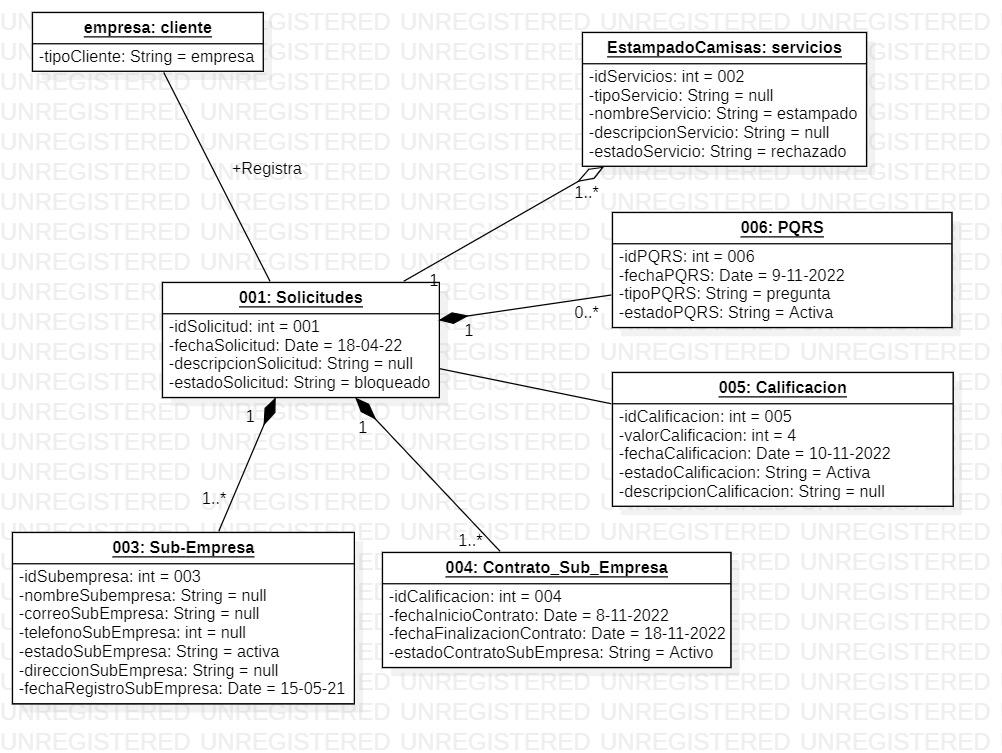 empresa: cliente
-tipoCliente: String = empresa
EstampadoCamisas: servicios
-idServicios: int = 002
-tipoServicio: String = null
-nombreServicio: String = estampado
-descripcionServicio: String = null
-estadoServicio: String = rechazado
+Registra
1..*
1
006: PQRS
-idPQRS: int = 006
-fechaPQRS: Date = 9-11-2022
-tipoPQRS: String = pregunta
-estadoPQRS: String = Activa
0..*
1
001: Solicitudes
-idSolicitud: int = 001
-fechaSolicitud: Date = 18-04-22
-descripcionSolicitud: String = null
-estadoSolicitud: String = bloqueado
005: Calificacion
-idCalificacion: int = 005
-valorCalificacion: int = 4
-fechaCalificacion: Date = 10-11-2022
-estadoCalificacion: String = Activa
-descripcionCalificacion: String = null
1
1
1..*
1..*
003: Sub-Empresa
-idSubempresa: int = 003
-nombreSubempresa: String = null
-correoSubEmpresa: String = null
-telefonoSubEmpresa: int = null
-estadoSubEmpresa: String = activa
-direccionSubEmpresa: String = null
-fechaRegistroSubEmpresa: Date = 15-05-21
004: Contrato_Sub_Empresa
-idCalificacion: int = 004
-fechaInicioContrato: Date = 8-11-2022
-fechaFinalizacionContrato: Date = 18-11-2022
-estadoContratoSubEmpresa: String = Activo
UNREGISTERED